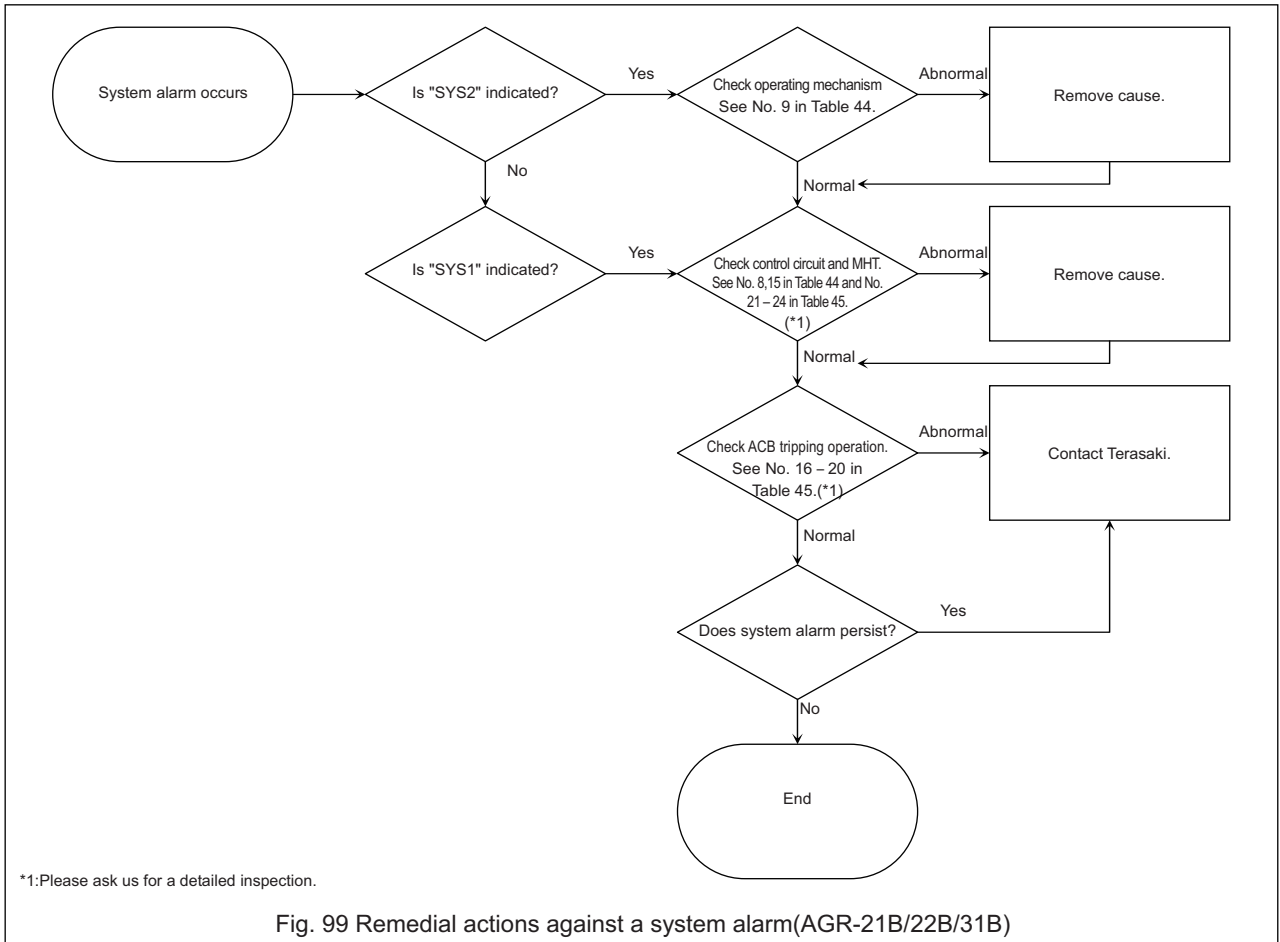 System alarm occurs
Is "SYS2" indicated?
Yes
Check operating mechanism
See No. 9 in Table 44.
Abnormal
Remove cause.
No
Normal
Is "SYS1" indicated?
Yes
Check control circuit and MHT.
See No. 8,15 in Table 44 and No.
21 – 24 in Table 45.
(*1)
Abnormal
Remove cause.
Normal
Check ACB tripping operation.
See No. 16 – 20 in
Table 45.(*1)
Abnormal
Contact Terasaki.
Normal
Does system alarm persist?
Yes
No
End
*1:Please ask us for a detailed inspection.
Fig. 99 Remedial actions against a system alarm(AGR-21B/22B/31B)